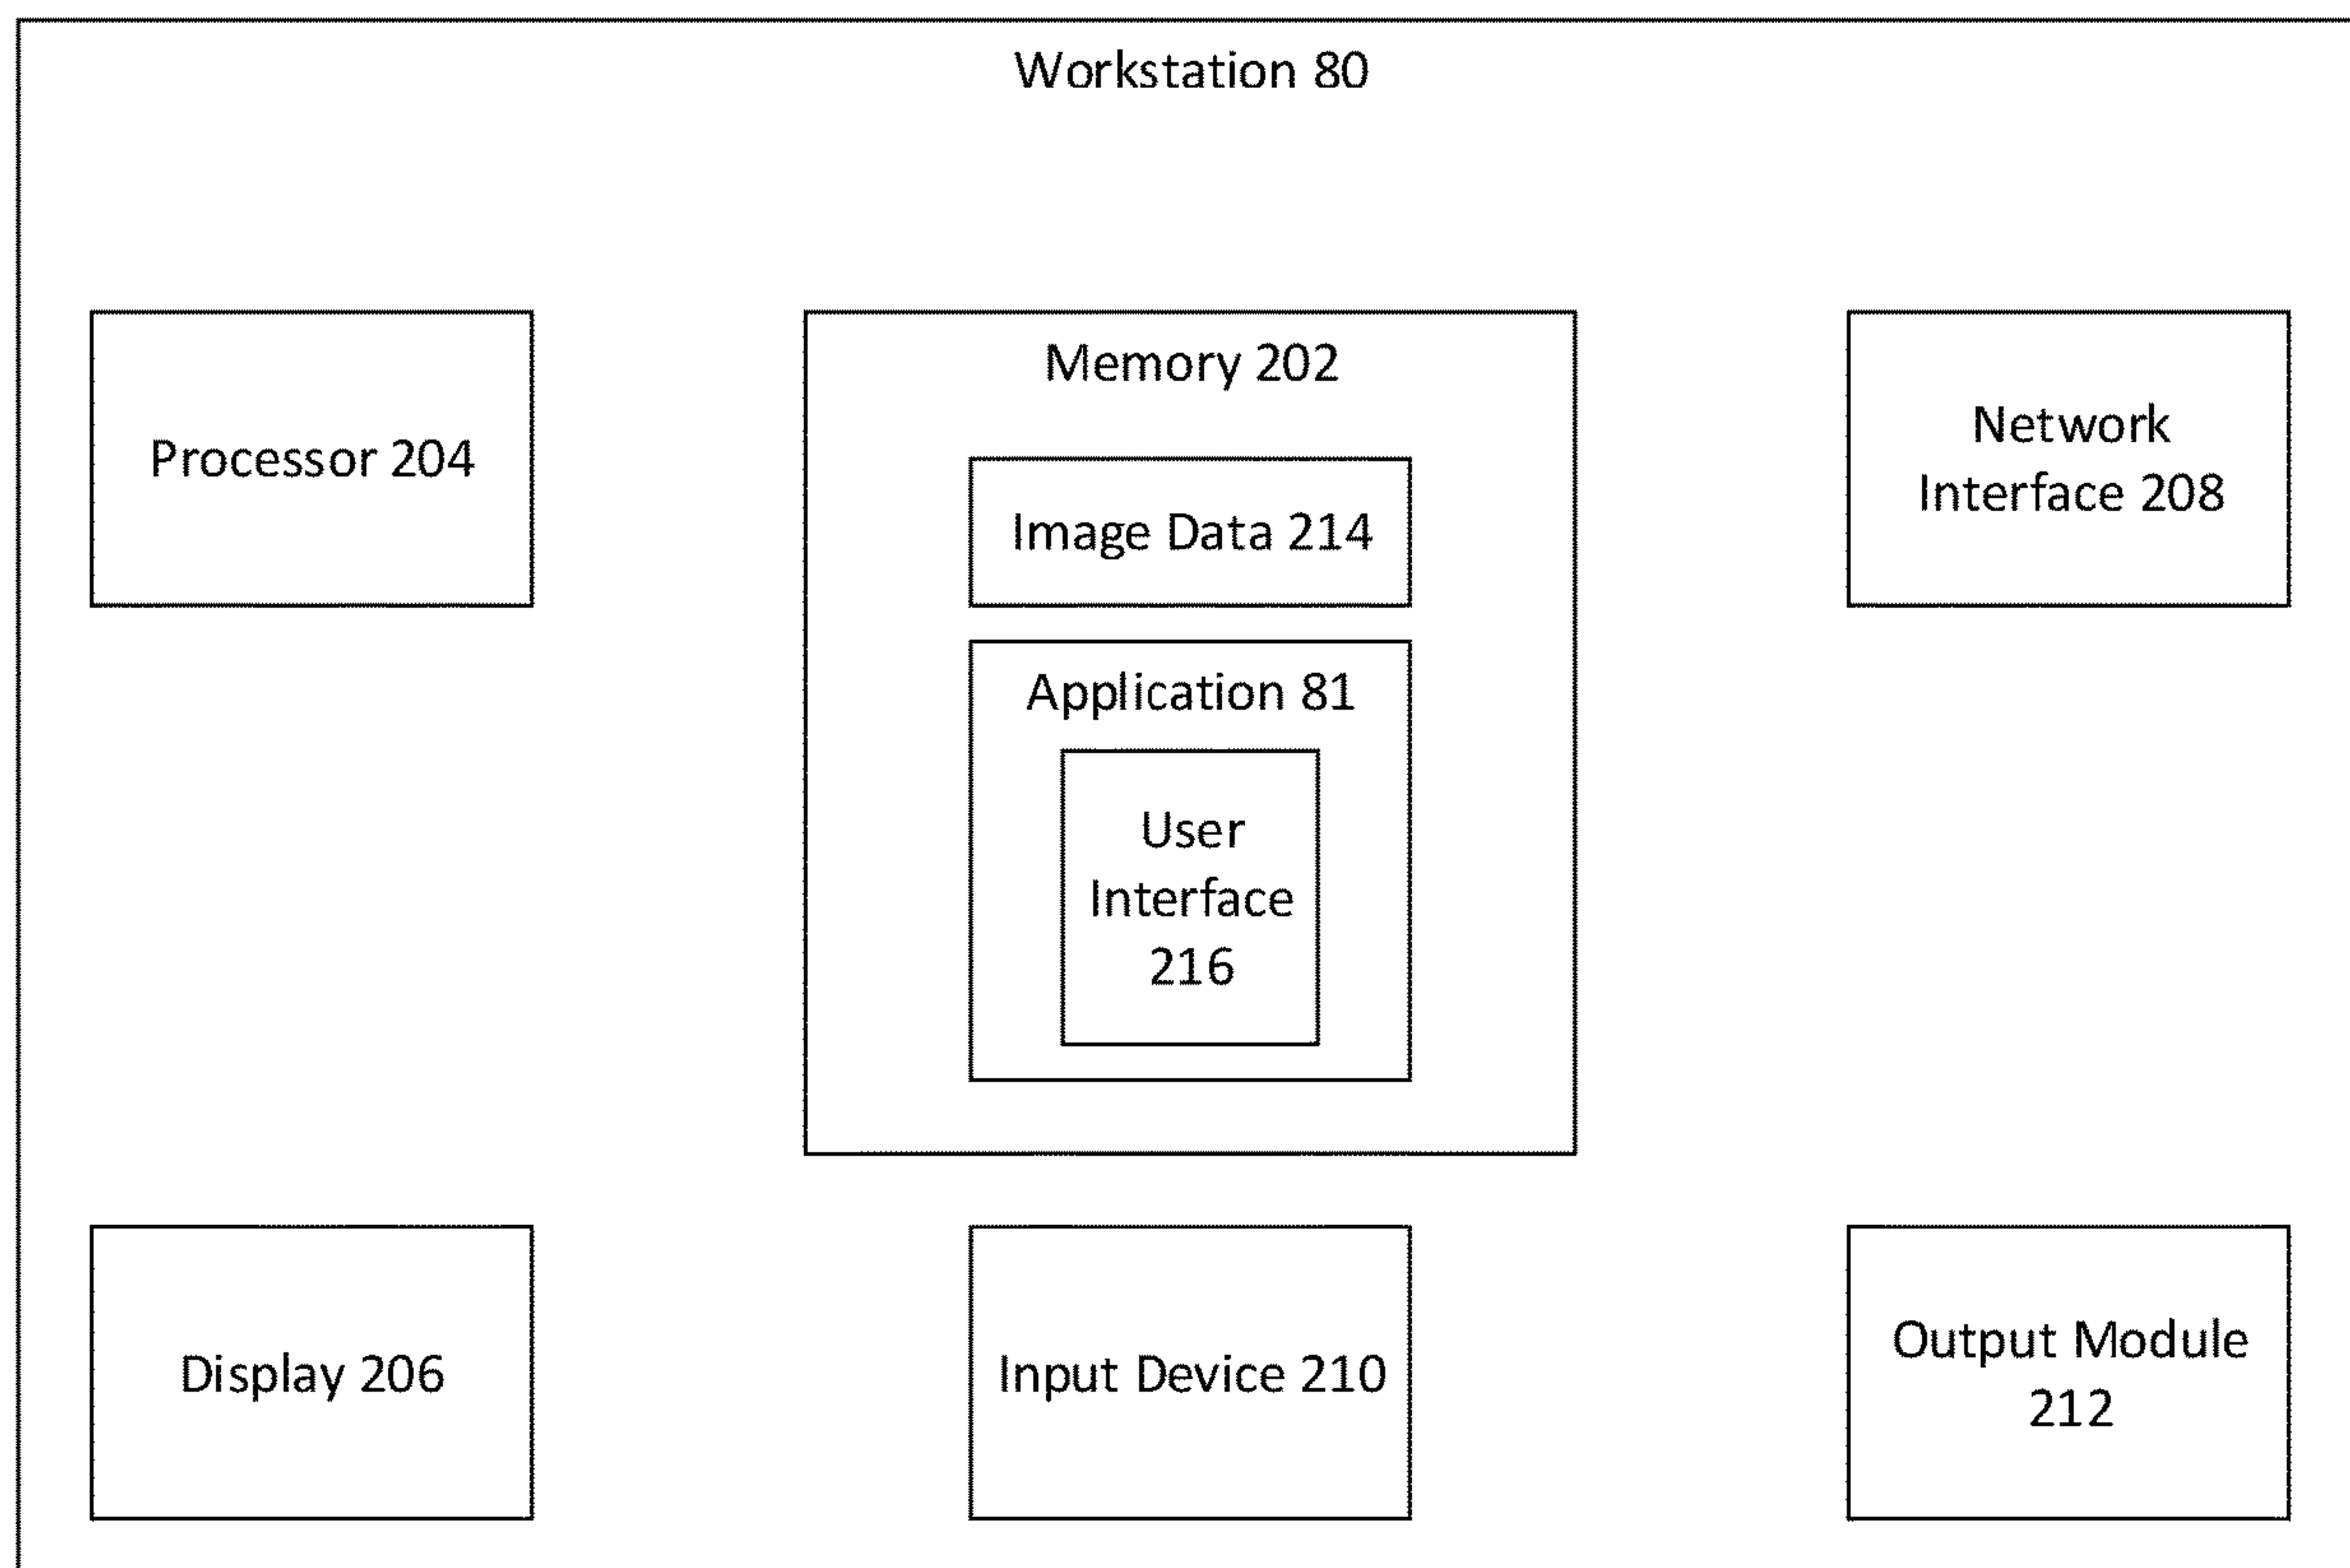 Workstation 80
Processor 204
Memory 202
Image Data 214
Application 81
User
Interface
216
Network
Interface 208
Display 206
Input Device 210
Output Module
212